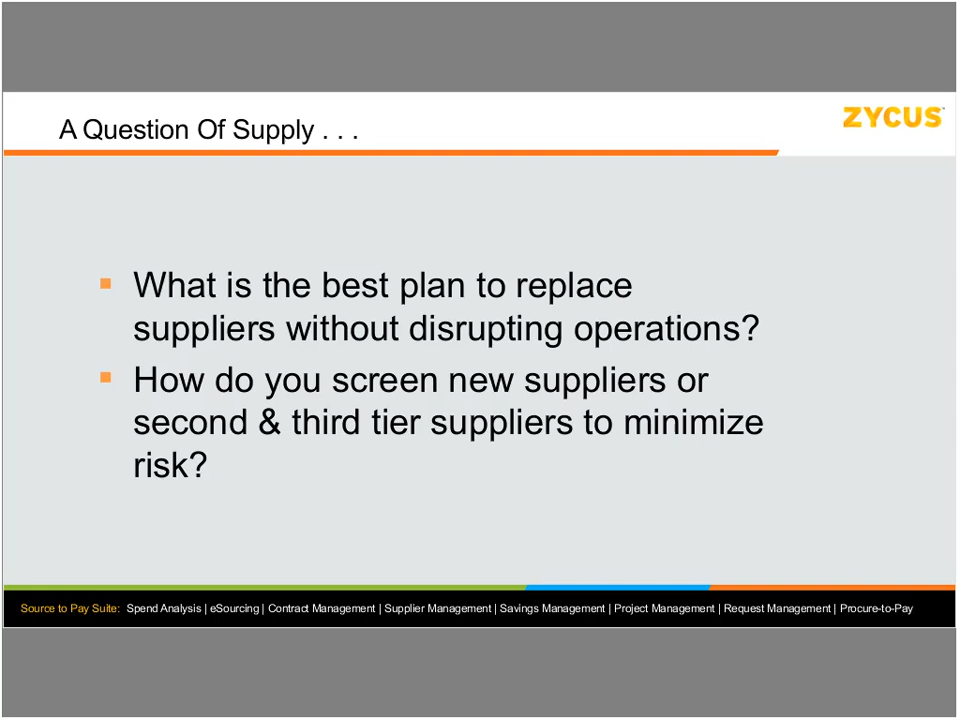 A Question Of Supply . . .
ZYCUS™
What is the best plan to replace
suppliers without disrupting operations?
How do you screen new suppliers or
second & third tier suppliers to minimize
risk?
Source to Pay Suite: Spend Analysis | eSourcing | Contract Management | Supplier Management | Savings Management | Project Management | Request Management | Procure-to-Pay